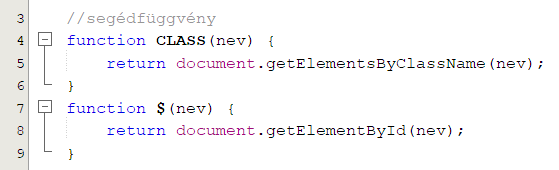 3 //segédfüggvény
4 function CLASS(nev) {
5 return document.getElementsByClassName(nev);
6 }
7 function $(nev) {
8 return document.getElementById(nev);
9 }